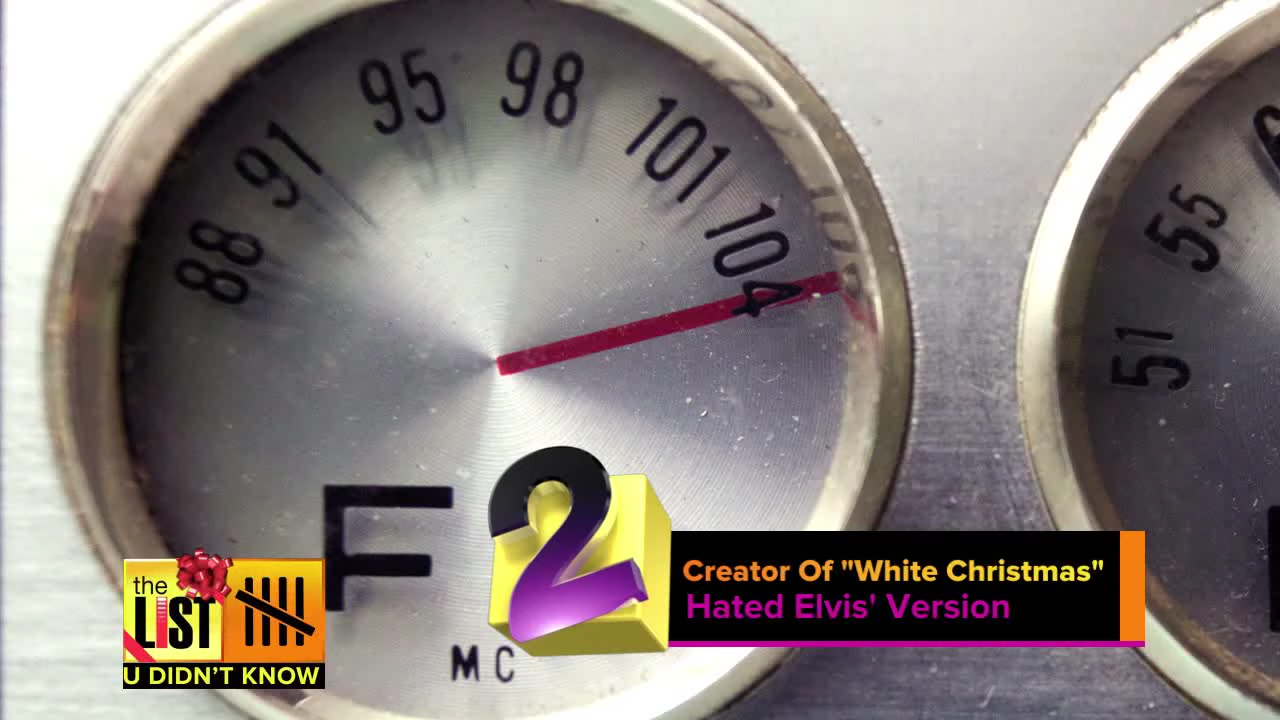 88 91 95 98 101 104
108
55
51
F
MC
2
Creator Of "White Christmas"
Hated Elvis' Version
the
LiST
U DIDN'T KNOW